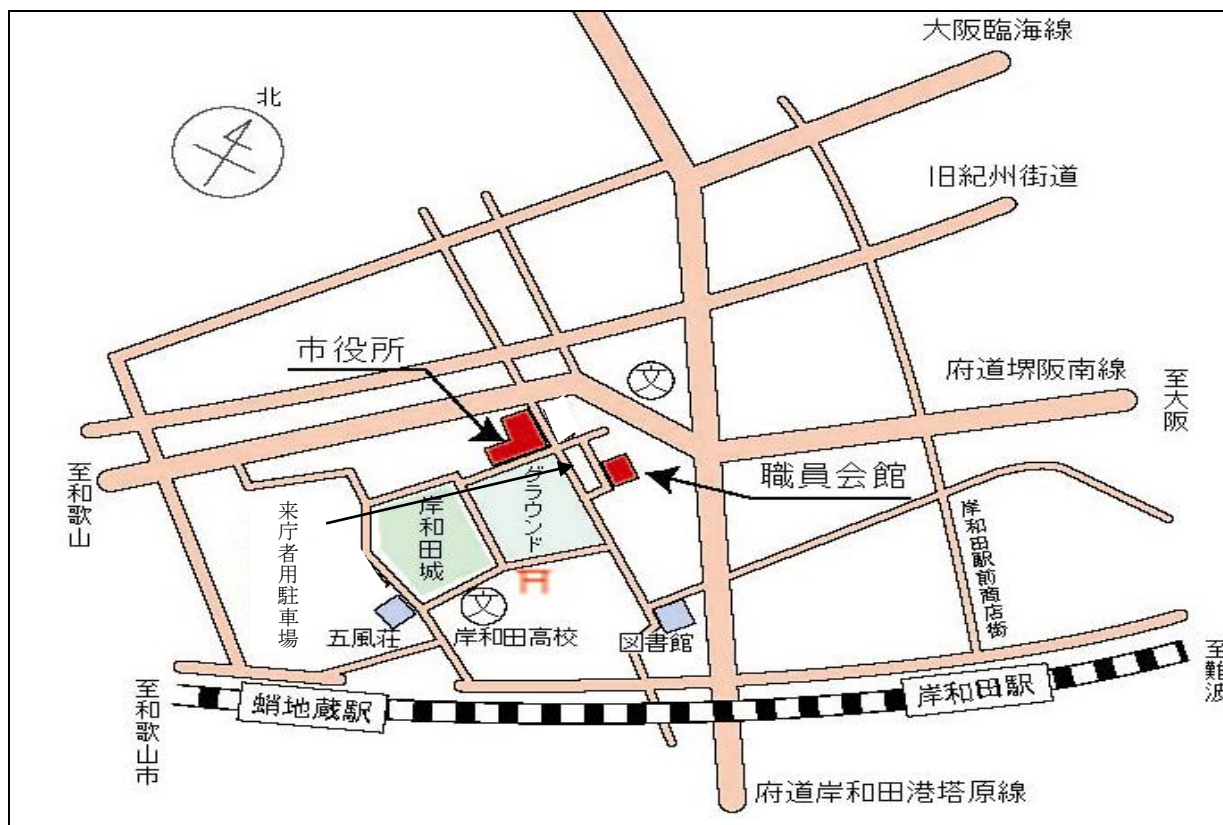 大阪臨海線
北
旧紀州街道
市役所
文
府道堺阪南線
至大阪
職員会館
至和歌山
来庁者用駐車場
岸和田城
グラウンド
岸和田駅前商店街
文
五風荘
岸和田高校
図書館
至難波
至和歌山市
蛸地蔵駅
岸和田駅
府道岸和田港塔原線